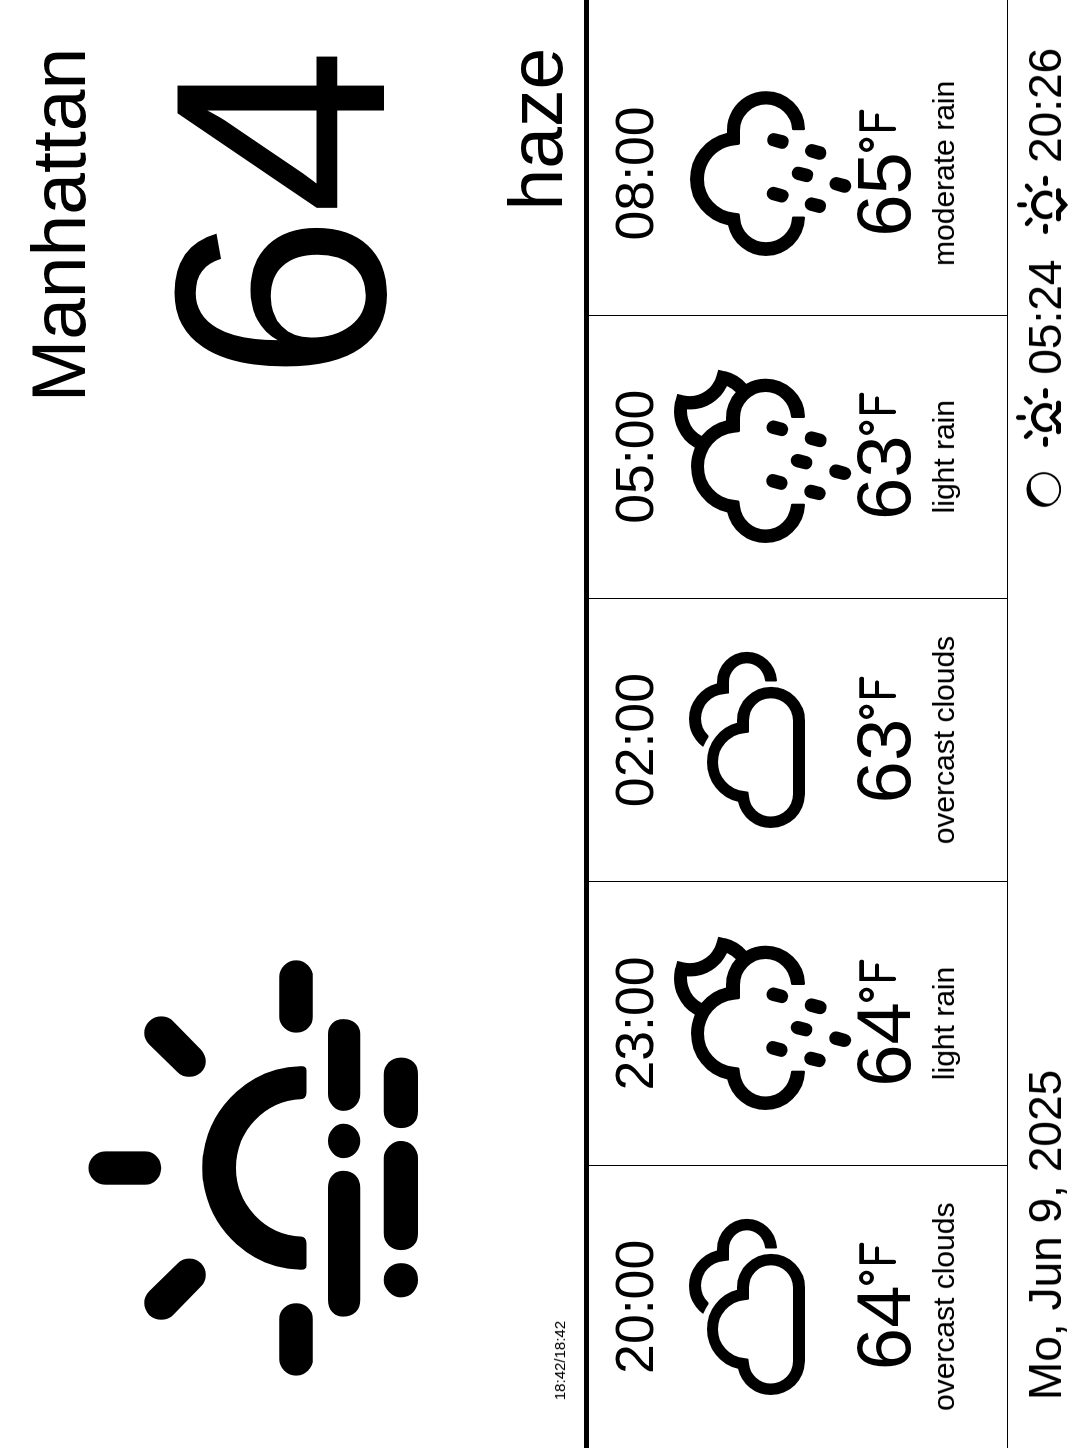 Manhattan
64
haze
18:42/18:42
20:00 23:00 02:00 05:00 08:00
64°F 64°F 63°F 63°F 65°F
overcast clouds light rain overcast clouds light rain moderate rain
Mo, Jun 9, 2025 05:24 20:26